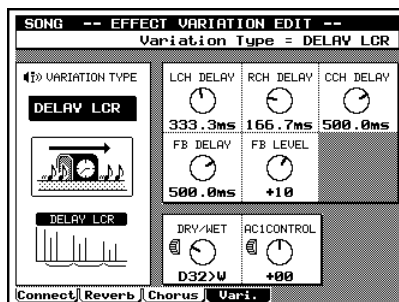 SONG -- EFFECT VARIATION EDIT --
Variation Type = DELAY LCR
VARIATION TYPE
DELAY LCR
DELAY LCR
LCH DELAY RCH DELAY CCH DELAY
333.3ms 166.7ms 500.0ms
FB DELAY FB LEVEL
500.0ms +10
DRY/WET AC1CONTROL
D32>W +00
Connect Reverb Chorus Vari.